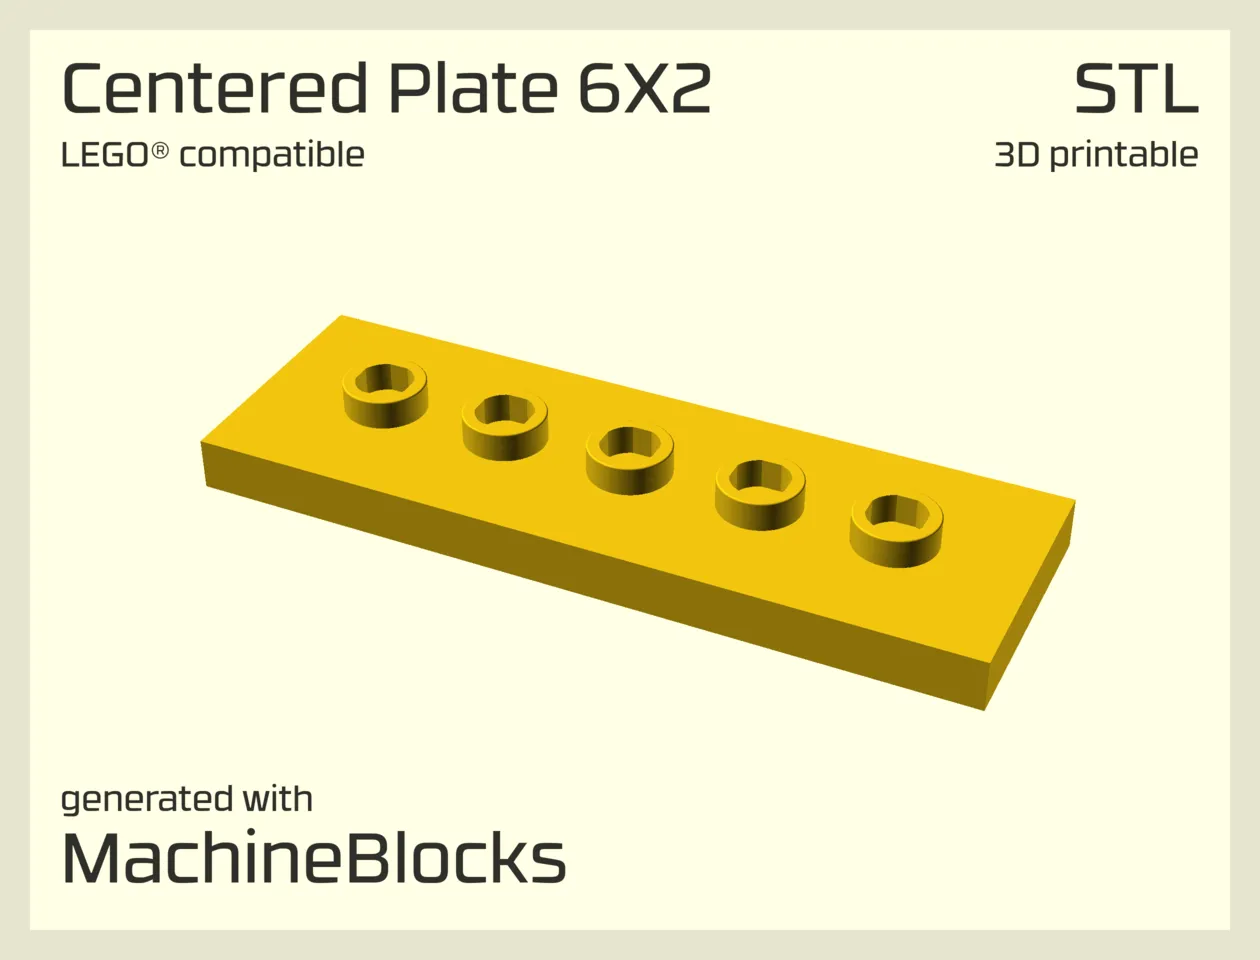 Centered Plate 6X2
STL
LEGO® compatible
3D printable
generated with
MachineBlocks